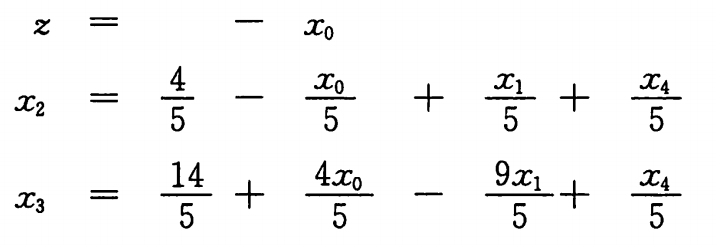 z = − x₀
x₂ = 4/5 − x₀/5 + x₁/5 + x₄/5
x₃ = 14/5 + 4x₀/5 − 9x₁/5 + x₄/5